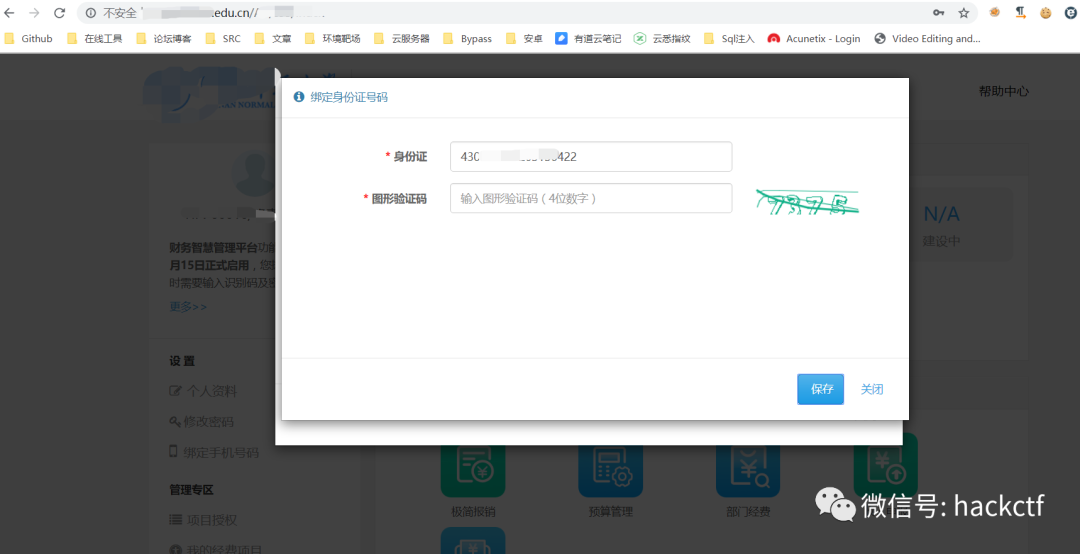 不安全 .edu.cn//
Github 在线工具 论坛博客 SRC 文章 环境靶场 云服务器 Bypass 安卓 有道云笔记 云悉指纹 Sql注入 Acunetix - Login Video Editing and...
NORMAL
帮助中心
绑定身份证号码
* 身份证 430 422
* 图形验证码 输入图形验证码(4位数字)
N/A
建设中
财务智慧管理平台功能
月15日正式启用,您
时需要输入识别码及
更多>>
保存 关闭
设 置
个人资料
修改密码
绑定手机号码
管理专区
项目授权
我的经费项目
极简报销 预算管理 部门经费
微信号: hackctf